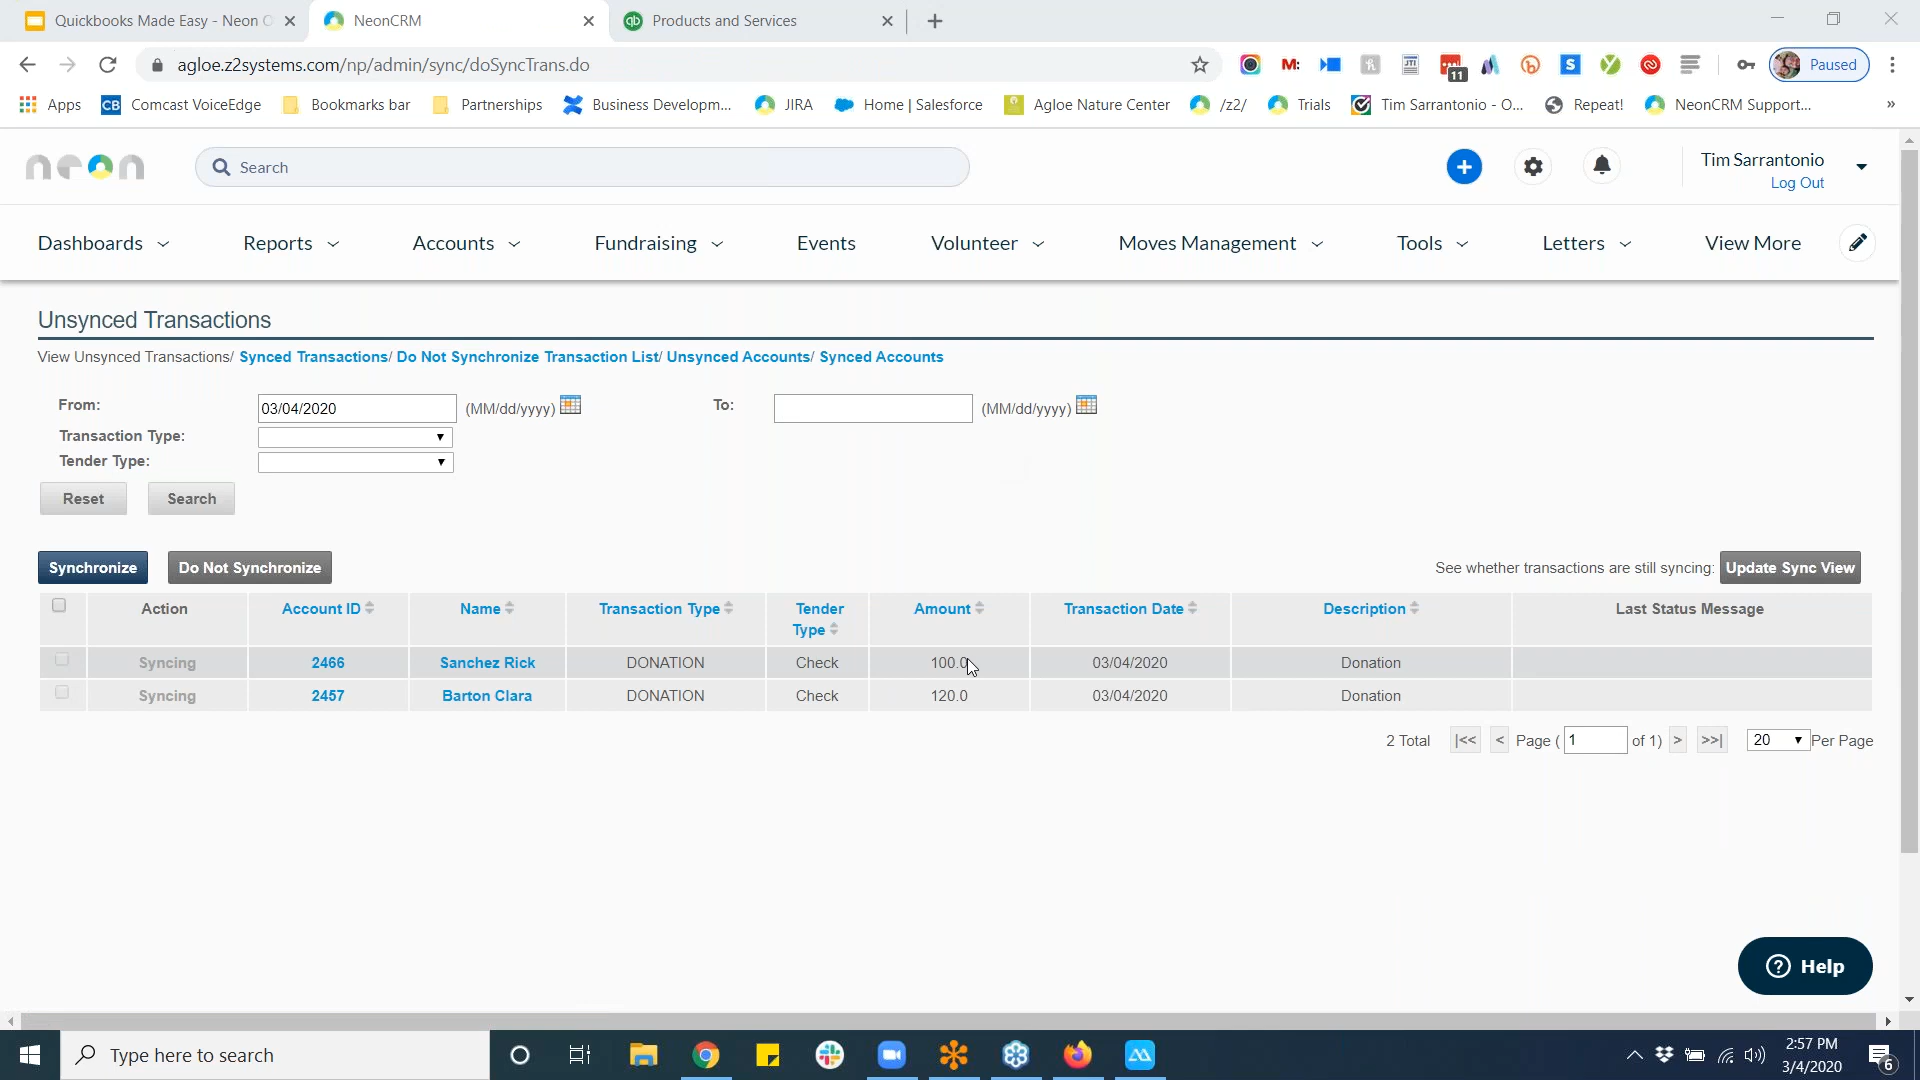 Quickbooks Made Easy - Neon C
NeonCRM
Products and Services
agloe.z2systems.com/np/admin/sync/doSyncTrans.do
M:
JTI
11
S
Paused
Apps
CB Comcast VoiceEdge
Bookmarks bar
Partnerships
Business Developm...
JIRA
Home | Salesforce
Agloe Nature Center
/z2/
Trials
Tim Sarrantonio - O...
Repeat!
NeonCRM Support...
»
neon
Search
Tim Sarrantonio
Log Out
Dashboards
Reports
Accounts
Fundraising
Events
Volunteer
Moves Management
Tools
Letters
View More
Unsynced Transactions
View Unsynced Transactions/ Synced Transactions/ Do Not Synchronize Transaction List/ Unsynced Accounts/ Synced Accounts
From: 03/04/2020 (MM/dd/yyyy) To: (MM/dd/yyyy)
Transaction Type:
Tender Type:
Reset Search
Synchronize Do Not Synchronize See whether transactions are still syncing: Update Sync View
Action Account ID Name Transaction Type Tender Type Amount Transaction Date Description Last Status Message
Syncing 2466 Sanchez Rick DONATION Check 100.0 03/04/2020 Donation
Syncing 2457 Barton Clara DONATION Check 120.0 03/04/2020 Donation
2 Total |<< < Page ( 1 of 1) > >>| 20 Per Page
? Help
Type here to search
2:57 PM
3/4/2020
6